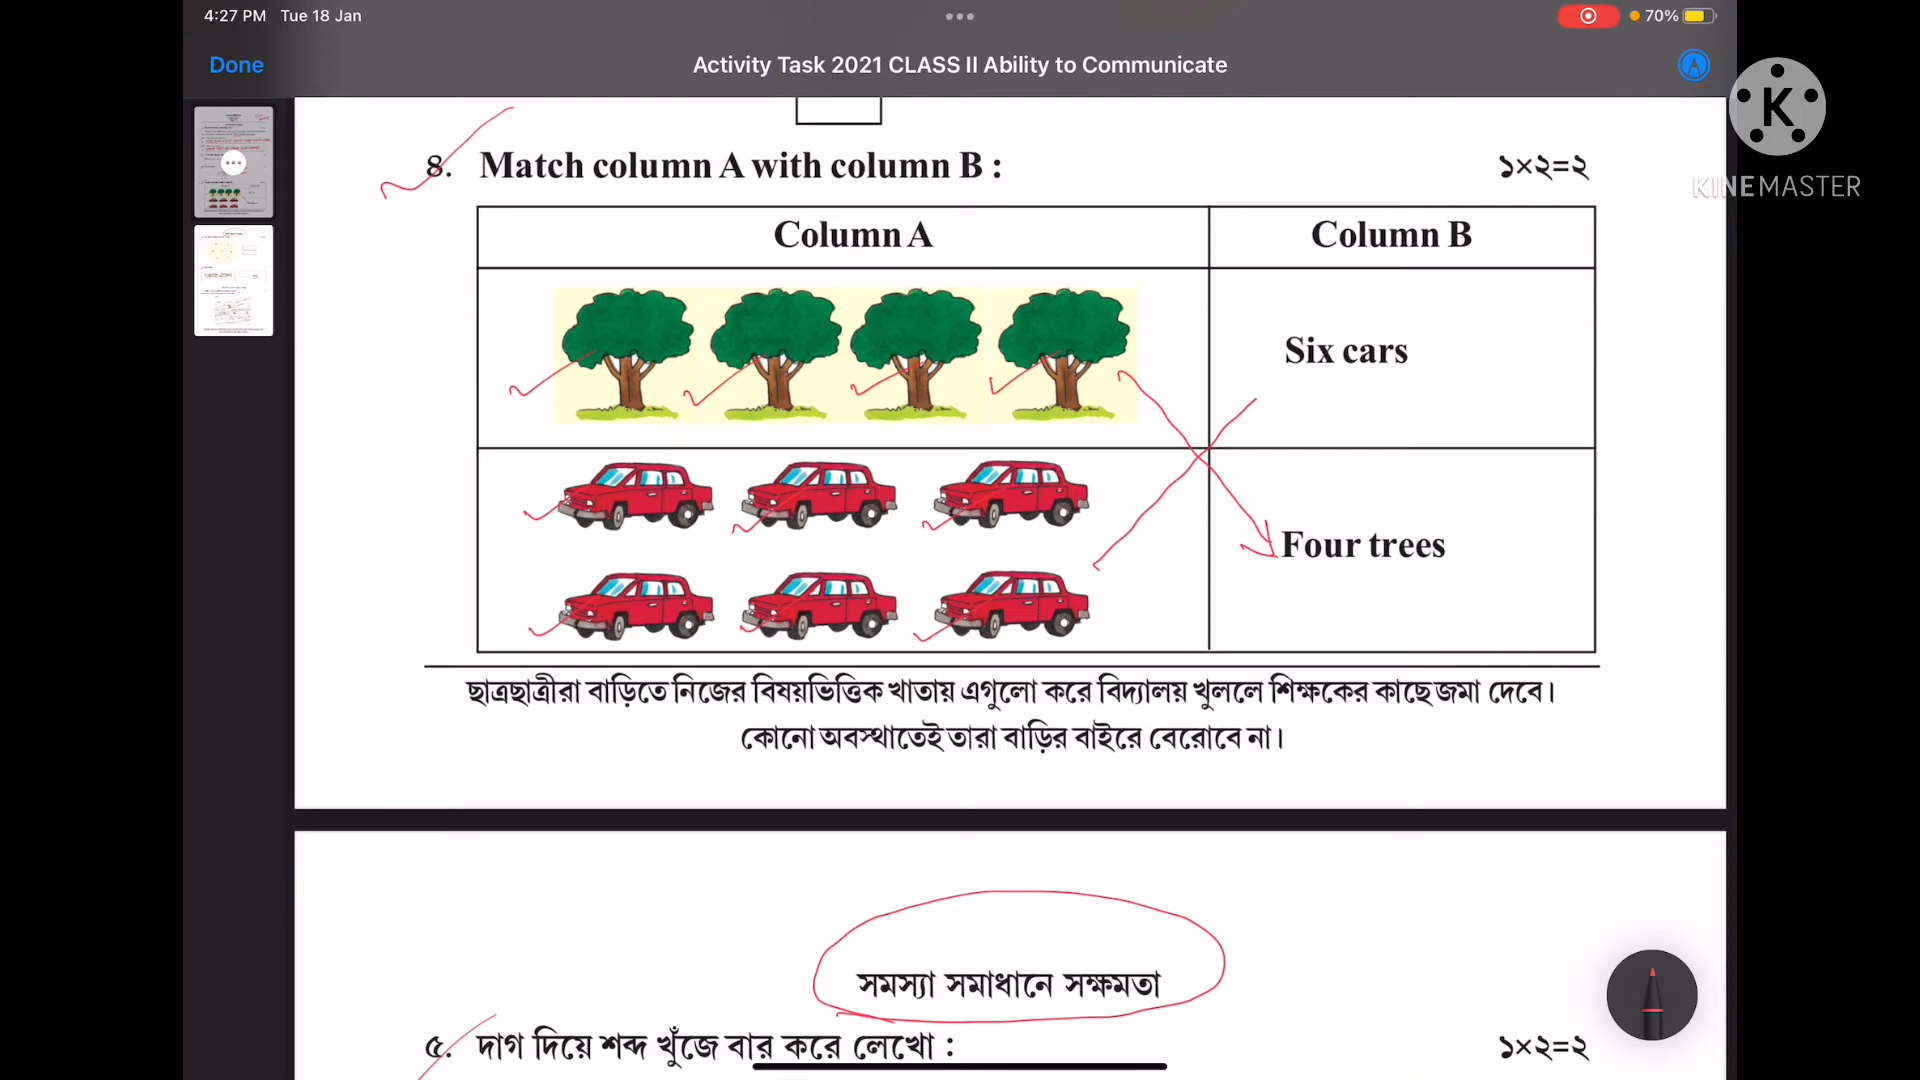 4:27 PM Tue 18 Jan
70%
Done
Activity Task 2021 CLASS II Ability to Communicate
K
KINEMASTER
৪. Match column A with column B : ১×২=২
Column A Column B
Six cars
Four trees
ছাত্রছাত্রীরা বাড়িতে নিজের বিষয়ভিত্তিক খাতায় এগুলো করে বিদ্যালয় খুললে শিক্ষকের কাছে জমা দেবে।
কোনো অবস্থাতেই তারা বাড়ির বাইরে বেরোবে না।
সমস্যা সমাধানে সক্ষমতা
৫. দাগ দিয়ে শব্দ খুঁজে বার করে লেখো : ১×২=২